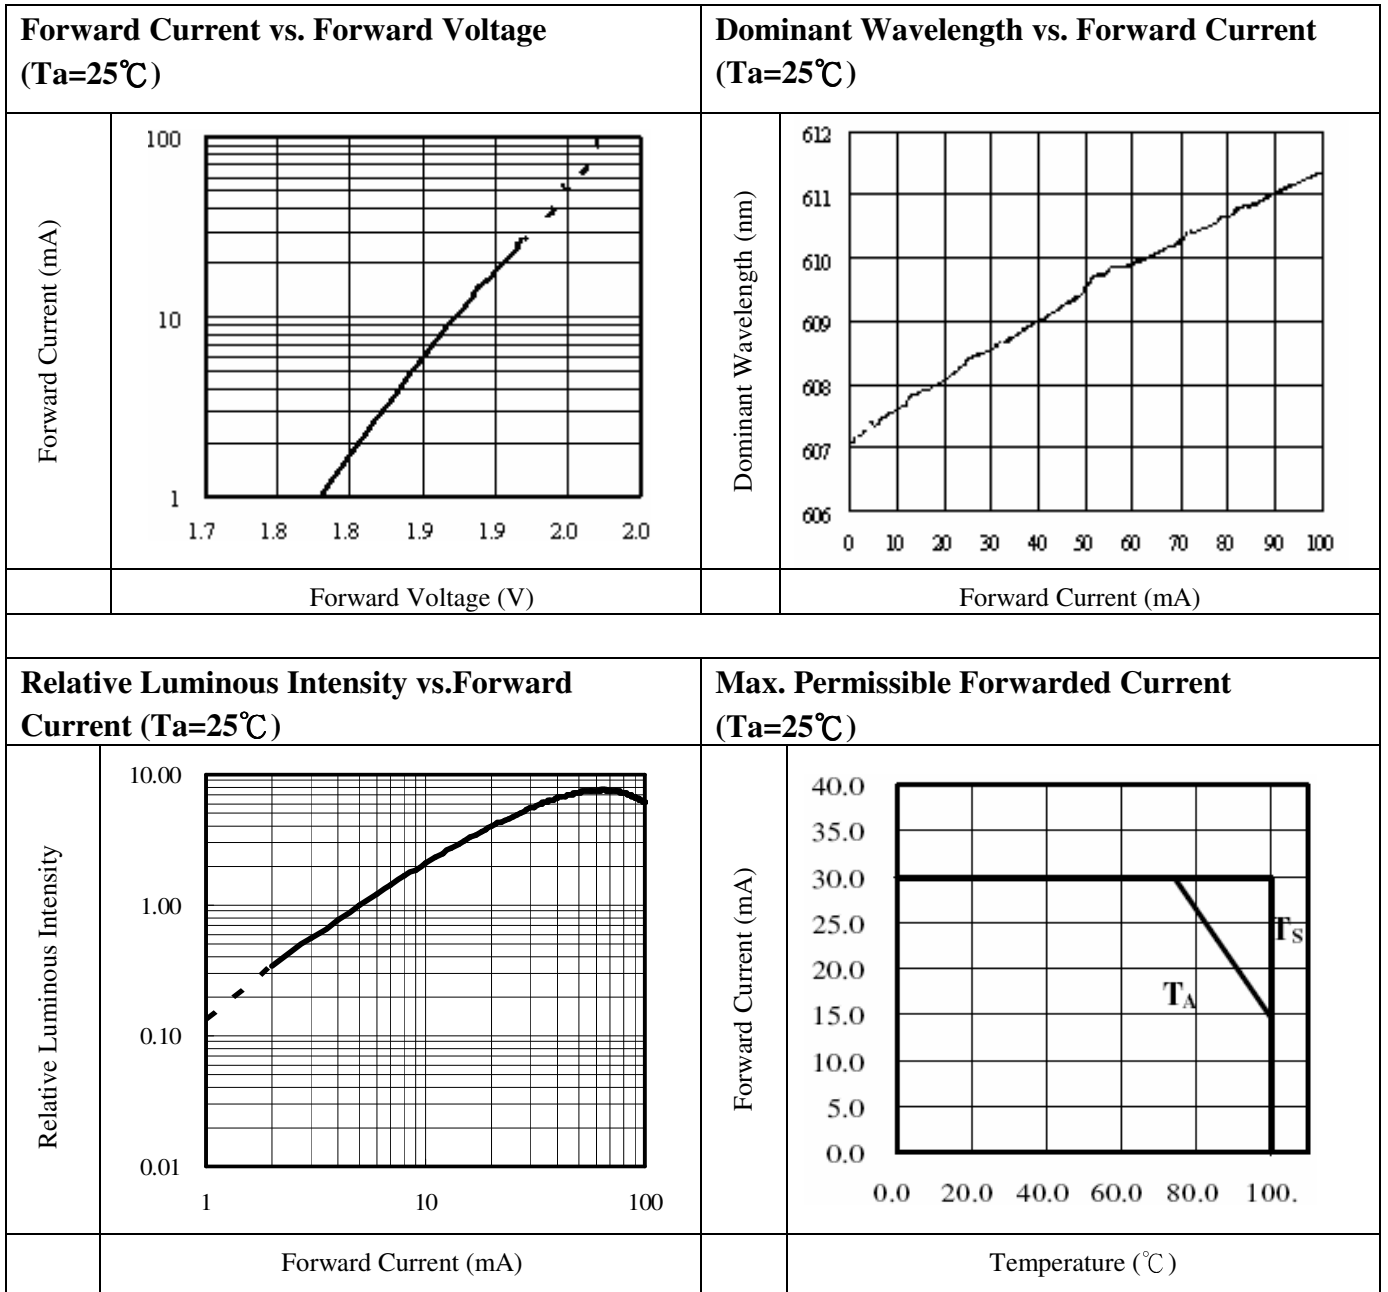 Forward Current vs. Forward Voltage
(Ta=25℃)
Dominant Wavelength vs. Forward Current
(Ta=25℃)
Forward Current (mA)
100
10
1
1.7 1.8 1.8 1.9 1.9 2.0 2.0
Dominant Wavelength (nm)
612
611
610
609
608
607
606
0 10 20 30 40 50 60 70 80 90 100
Forward Voltage (V)
Forward Current (mA)
Relative Luminous Intensity vs.Forward
Current (Ta=25℃)
Max. Permissible Forwarded Current
(Ta=25℃)
Relative Luminous Intensity
10.00
1.00
0.10
0.01
1 10 100
Forward Current (mA)
40.0
35.0
30.0
25.0
20.0
15.0
10.0
5.0
0.0
TS
TA
0.0 20.0 40.0 60.0 80.0 100.
Forward Current (mA)
Temperature (℃)